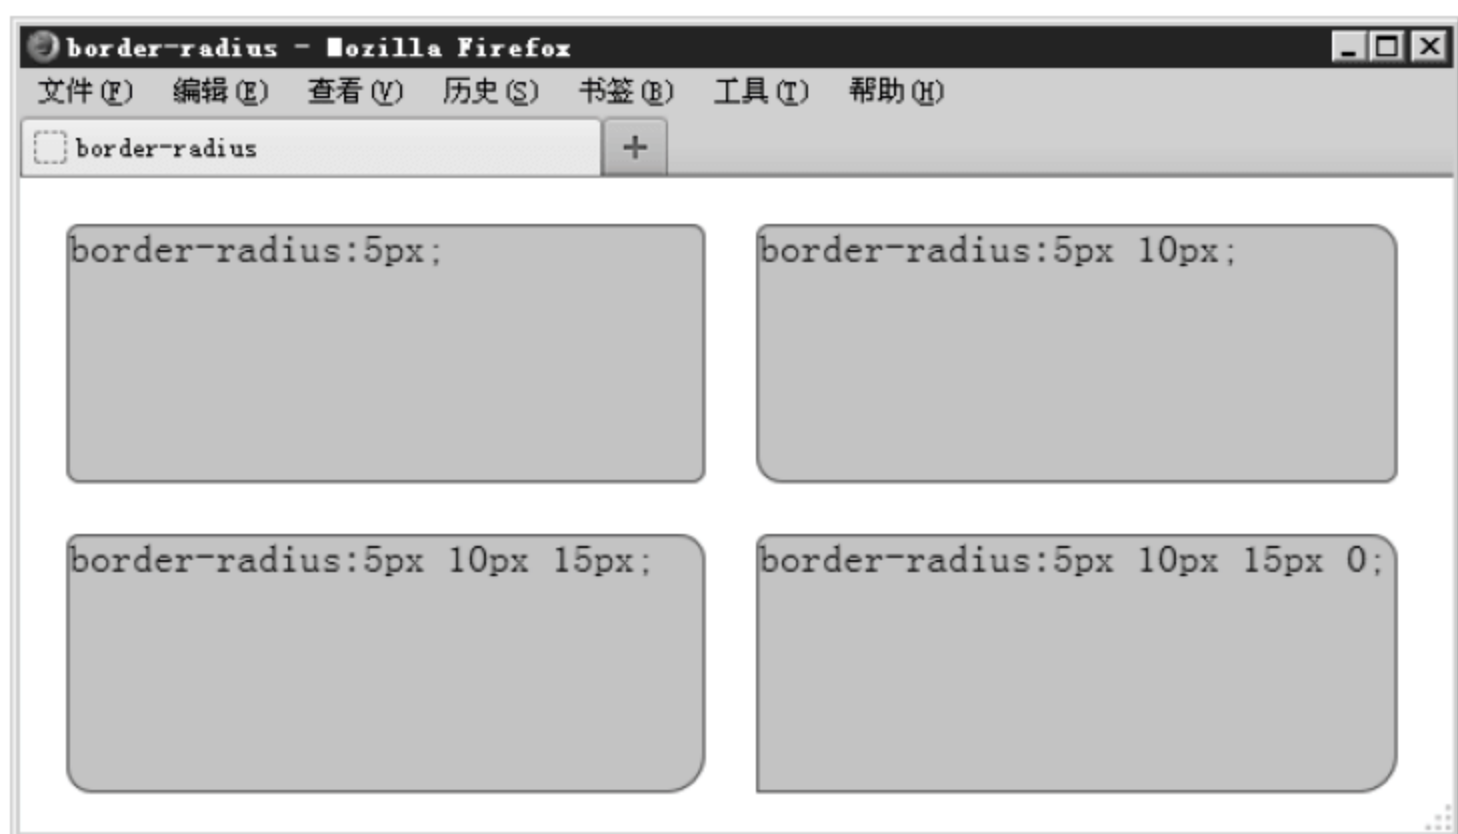 border-radius - Mozilla Firefox
文件(F) 编辑(E) 查看(V) 历史(S) 书签(B) 工具(T) 帮助(H)
border-radius +
border-radius:5px;
border-radius:5px 10px;
border-radius:5px 10px 15px;
border-radius:5px 10px 15px 0;